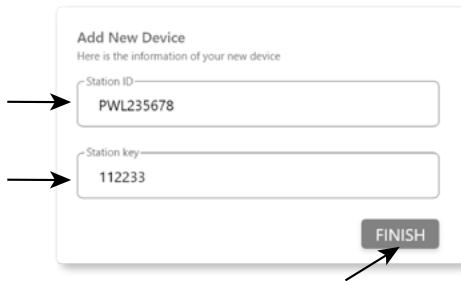 Add New Device
Here is the information of your new device
Station ID
PWL235678
Station key
112233
FINISH